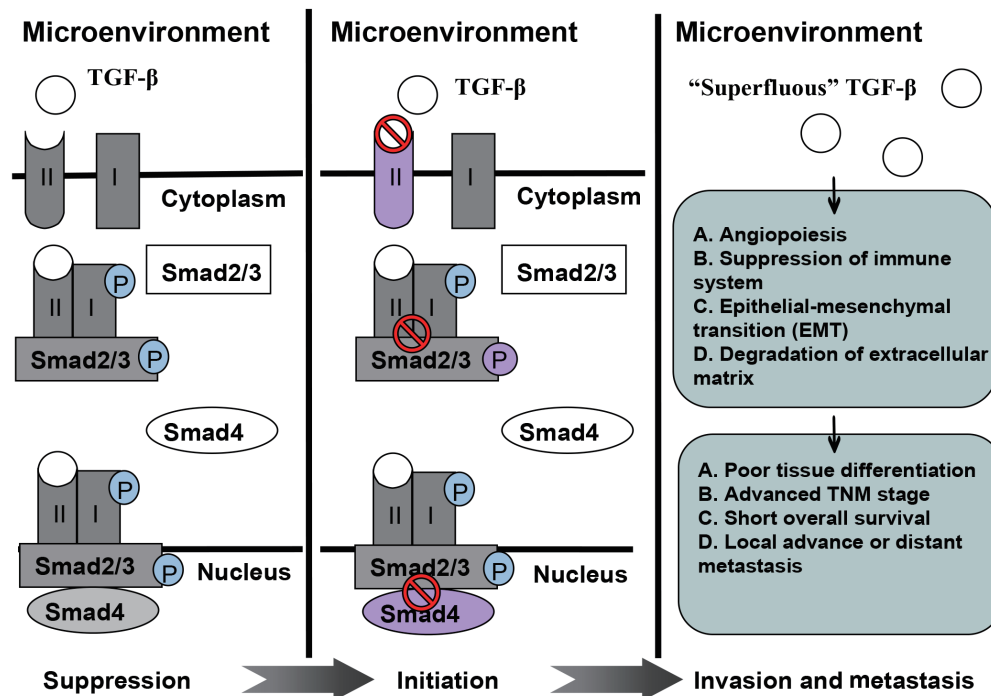 Microenvironment
TGF-β
II
I
Cytoplasm
Smad2/3
P
II
I
Smad2/3
P
Smad4
P
II
I
Smad2/3
P
Nucleus
Smad4
Suppression
Microenvironment
TGF-β
II
I
Cytoplasm
Smad2/3
P
II
I
Smad2/3
P
Smad4
P
II
I
Smad2/3
P
Nucleus
Smad4
Initiation
Microenvironment
“Superfluous” TGF-β
A. Angiopoiesis
B. Suppression of immune
system
C. Epithelial-mesenchymal
transition (EMT)
D. Degradation of extracellular
matrix
A. Poor tissue differentiation
B. Advanced TNM stage
C. Short overall survival
D. Local advance or distant
metastasis
Invasion and metastasis